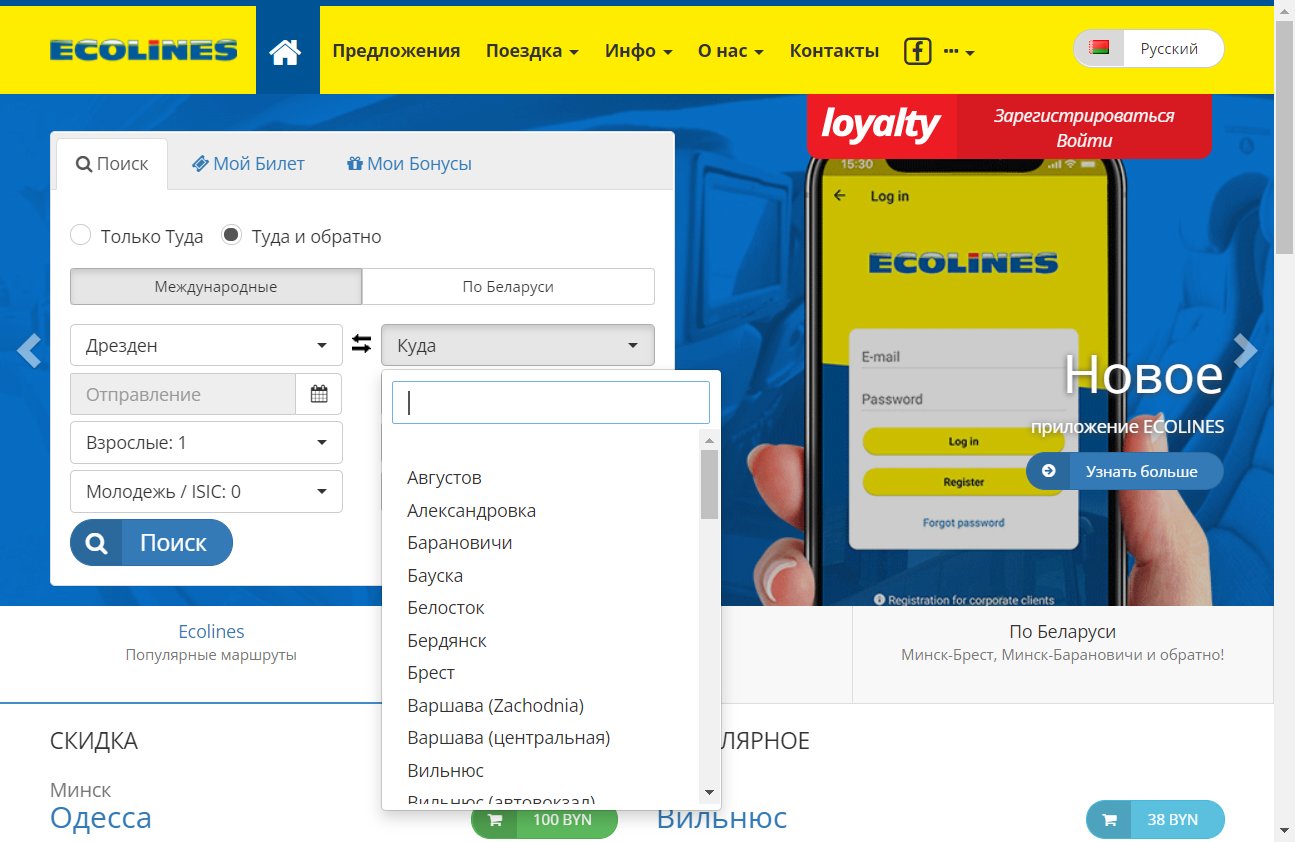 ECOLINES
Предложения
Поездка
Инфо
О нас
Контакты
Русский
loyalty
Зарегистрироваться
Войти
Поиск
Мой Билет
Мои Бонусы
Только Туда
Туда и обратно
Международные
По Беларуси
Дрезден
Куда
Отправление
Взрослые: 1
Молодежь / ISIC: 0
Поиск
Августов
Александровка
Барановичи
Бауска
Белосток
Бердянск
Брест
Варшава (Zachodnia)
Варшава (центральная)
Вильнюс
Вильнюс (автовокзал)
15:30
Log in
ECOLINES
E-mail
Password
Log in
Register
Forgot password
Registration for corporate clients
Новое
приложение ECOLINES
Узнать больше
Ecolines
Популярные маршруты
По Беларуси
Минск-Брест, Минск-Барановичи и обратно!
СКИДКА
Минск
Одесса
100 BYN
ЛЯРНОЕ
Вильнюс
38 BYN